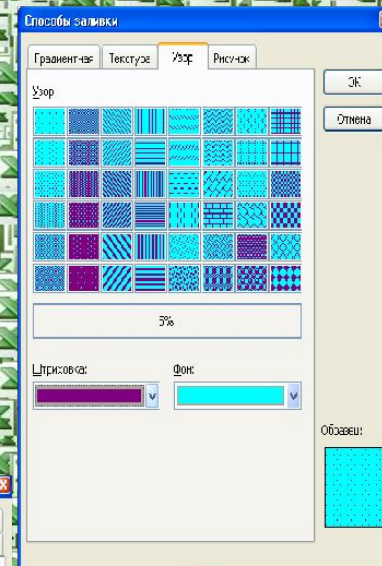 Способы заливки
Градиентная Текстура Узор Рисунок
ОК
Узор
Отмена
5%
Штриховка: Фон:
Образец: